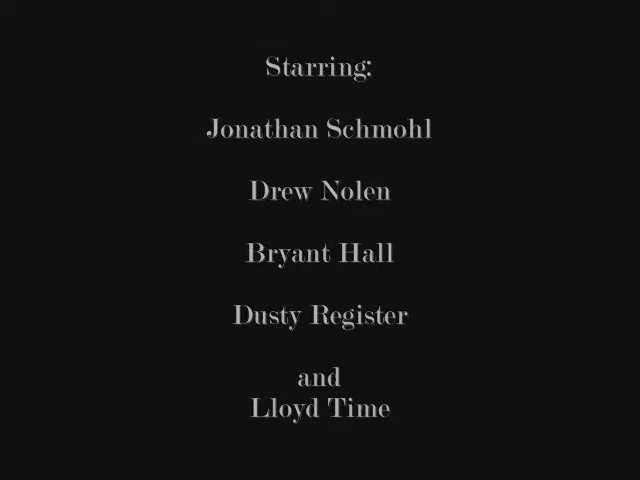 Starring:
Jonathan Schmohl
Drew Nolen
Bryant Hall
Dusty Register
and
Lloyd Time